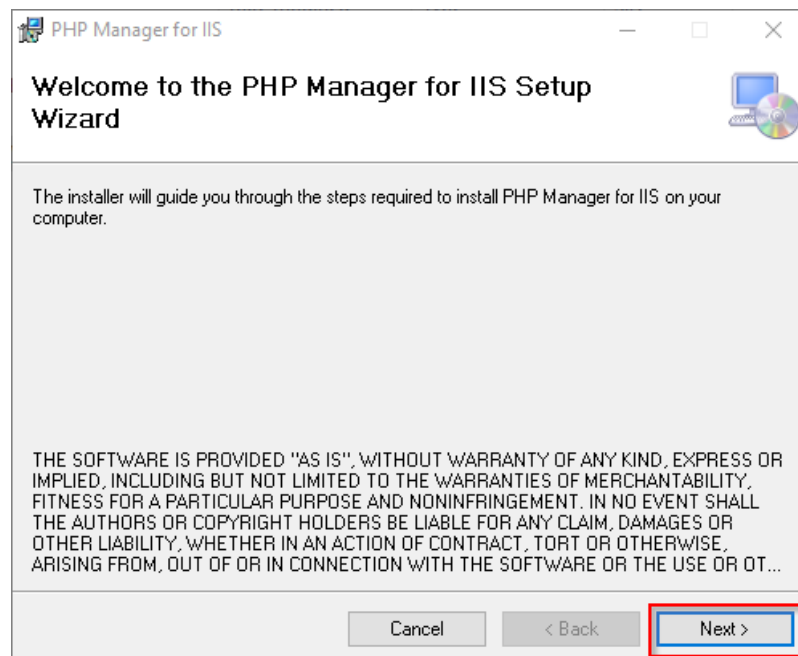 PHP Manager for IIS
Welcome to the PHP Manager for IIS Setup
Wizard
The installer will guide you through the steps required to install PHP Manager for IIS on your
computer.
THE SOFTWARE IS PROVIDED "AS IS", WITHOUT WARRANTY OF ANY KIND, EXPRESS OR
IMPLIED, INCLUDING BUT NOT LIMITED TO THE WARRANTIES OF MERCHANTABILITY,
FITNESS FOR A PARTICULAR PURPOSE AND NONINFRINGEMENT. IN NO EVENT SHALL
THE AUTHORS OR COPYRIGHT HOLDERS BE LIABLE FOR ANY CLAIM, DAMAGES OR
OTHER LIABILITY, WHETHER IN AN ACTION OF CONTRACT, TORT OR OTHERWISE,
ARISING FROM, OUT OF OR IN CONNECTION WITH THE SOFTWARE OR THE USE OR OT...
Cancel
< Back
Next >